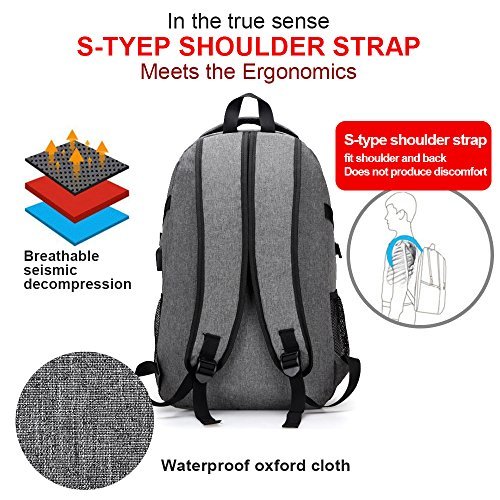 In the true sense
S-TYEP SHOULDER STRAP
Meets the Ergonomics
S-type shoulder strap
fit shoulder and back
Does not produce discomfort
Breathable
seismic
decompression
Waterproof oxford cloth